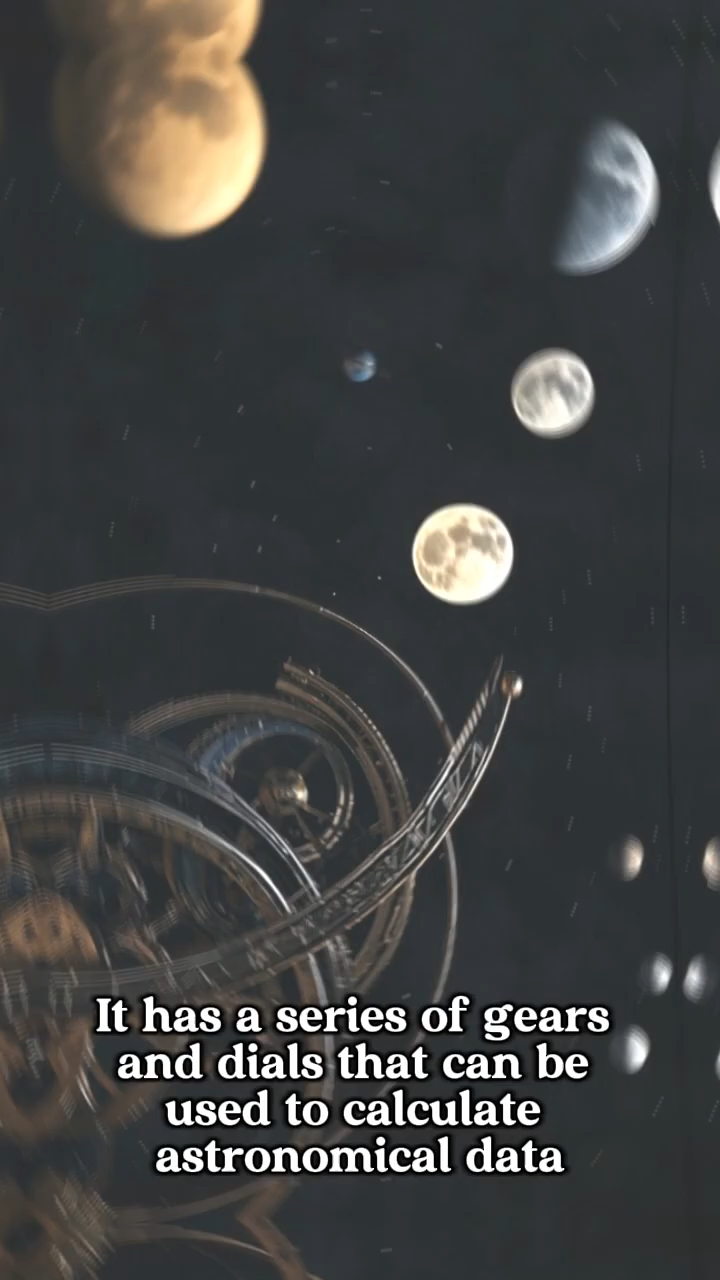 It has a series of gears
and dials that can be
used to calculate
astronomical data